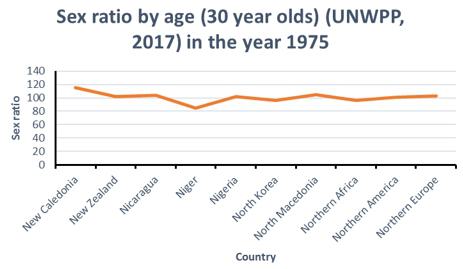 Sex ratio by age (30 year olds) (UNWPP,
2017) in the year 1975
Sex ratio
140
120
100
80
60
40
20
0
New Caledonia
New Zealand
Nicaragua
Niger
Nigeria
North Korea
North Macedonia
Northern Africa
Northern America
Northern Europe
Country